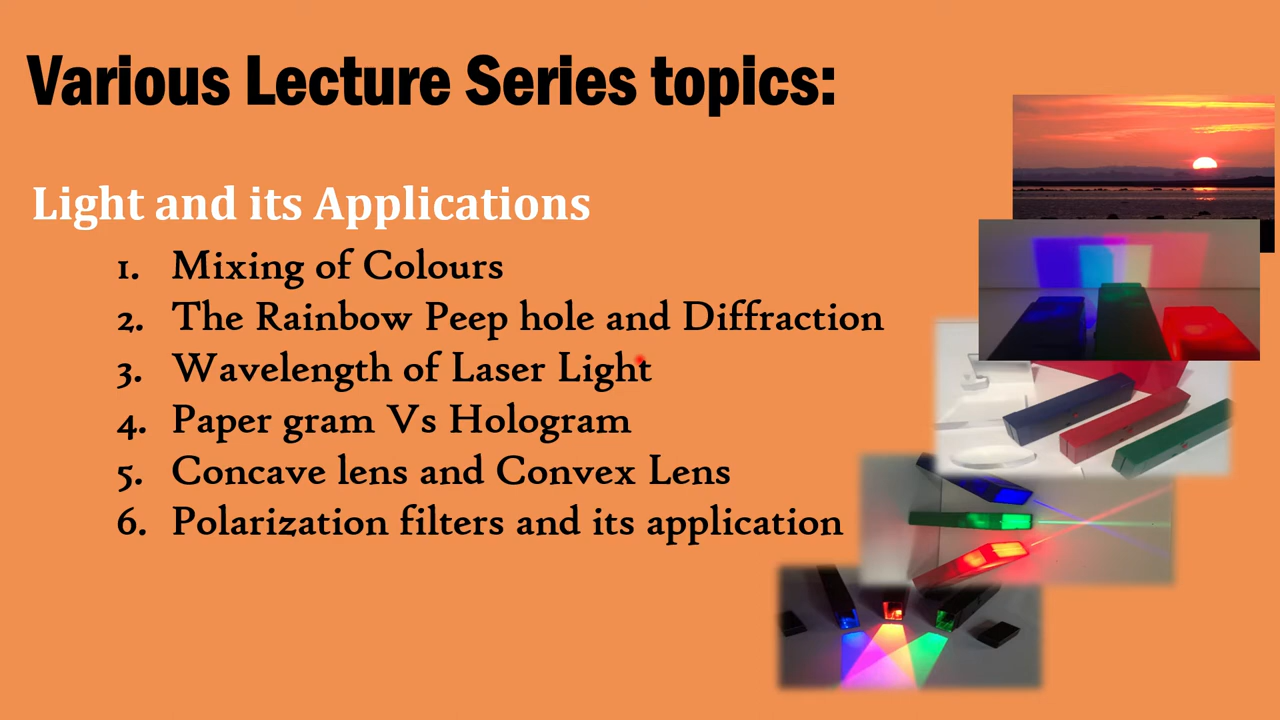 Various Lecture Series topics:
Light and its Applications
1. Mixing of Colours
2. The Rainbow Peep hole and Diffraction
3. Wavelength of Laser Light
4. Paper gram Vs Hologram
5. Concave lens and Convex Lens
6. Polarization filters and its application